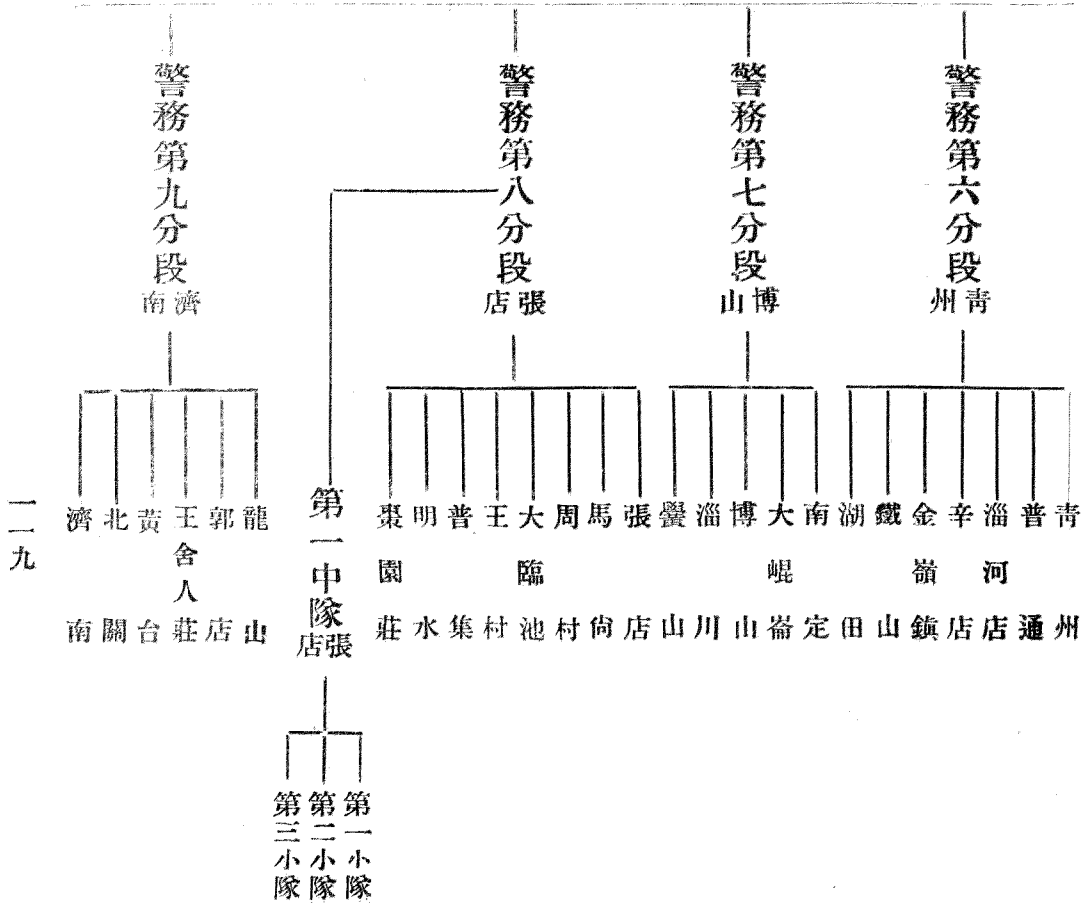 警務第六分段
青州
青州
普通
淄河店
辛店
金嶺鎭
鐵山
湖田
警務第七分段
博山
南定
大崐崙
博山
淄川
黌山
警務第八分段
張店
張店
馬尙
周村
大臨池
王村
普集
明水
棗園莊
第一中隊
張店
第一小隊
第二小隊
第三小隊
警務第九分段
濟南
龍山
郭店
王舍人莊
黃台
北關
濟南
一一九